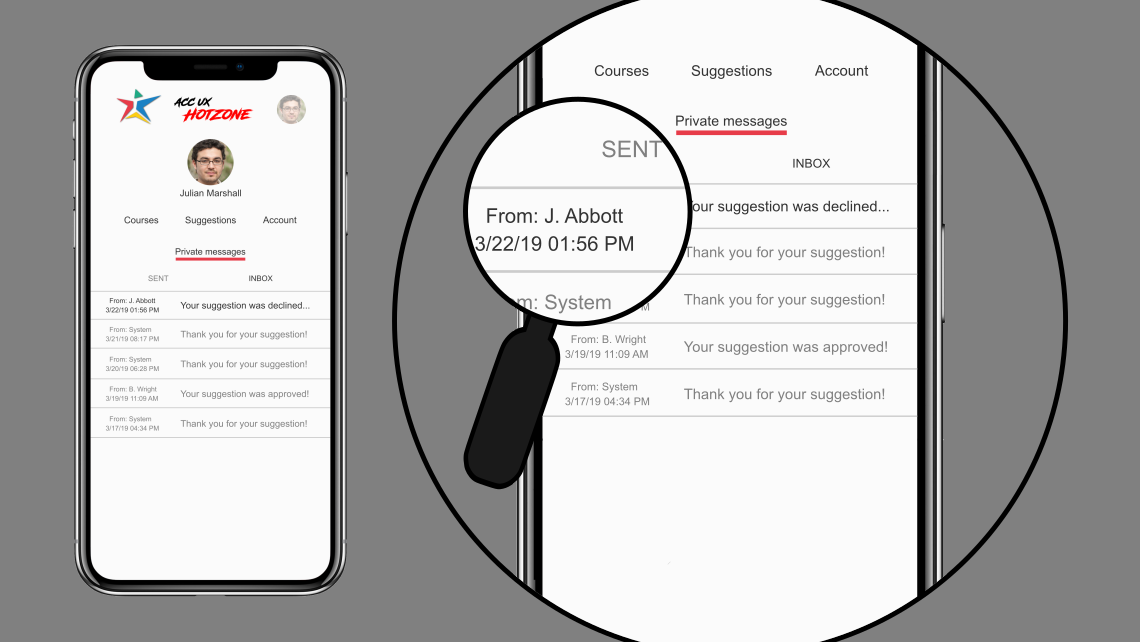 ACC UX
HOTZONE
Julian Marshall
Courses Suggestions Account
Private messages
SENT INBOX
From: J. Abbott
3/22/19 01:56 PM
Your suggestion was declined...
From: System
3/21/19 08:17 PM
Thank you for your suggestion!
From: System
3/20/19 06:28 PM
Thank you for your suggestion!
From: B. Wright
3/19/19 11:09 AM
Your suggestion was approved!
From: System
3/17/19 04:34 PM
Thank you for your suggestion!
Courses Suggestions Account
Private messages
SENT INBOX
From: J. Abbott
3/22/19 01:56 PM
Your suggestion was declined...
m: System
Thank you for your suggestion!
M
Thank you for your suggestion!
From: B. Wright
3/19/19 11:09 AM
Your suggestion was approved!
From: System
3/17/19 04:34 PM
Thank you for your suggestion!